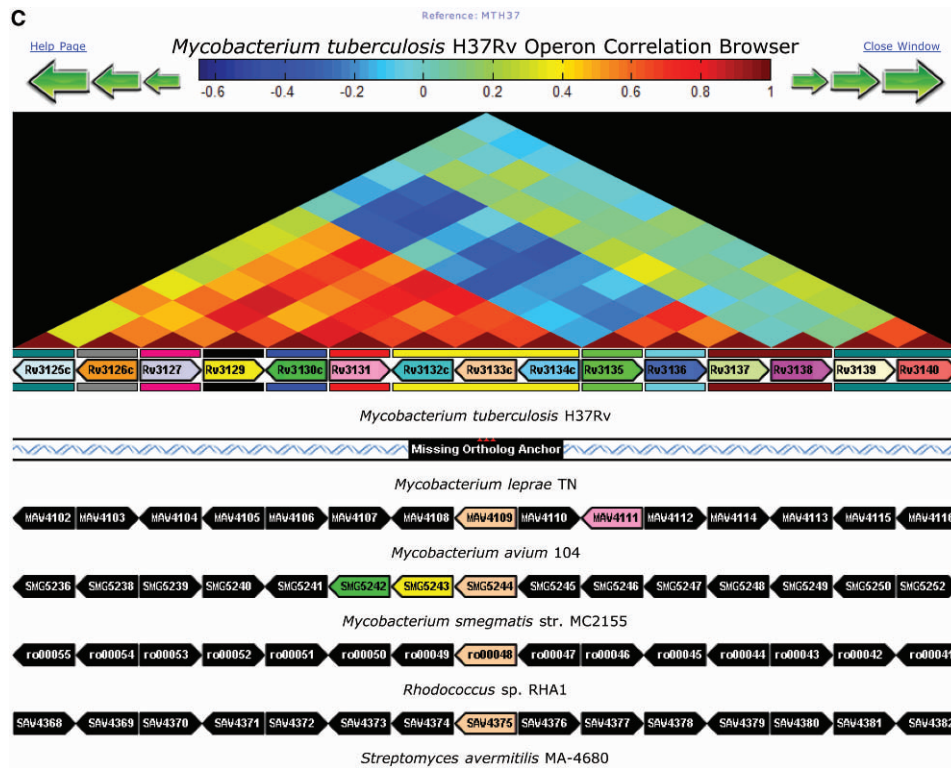 C
Reference: MTH37
Help Page
Mycobacterium tuberculosis H37Rv Operon Correlation Browser
Close Window
-0.6 -0.4 -0.2 0 0.2 0.4 0.6 0.8 1
Rv3125c Rv3126c Rv3127 Rv3129 Rv3130c Rv3131 Rv3132c Rv3133c Rv3134c Rv3135 Rv3136 Rv3137 Rv3138 Rv3139 Rv3140
Mycobacterium tuberculosis H37Rv
Missing Ortholog Anchor
Mycobacterium leprae TN
MAV4102 MAV4103 MAV4104 MAV4105 MAV4106 MAV4107 MAV4108 MAV4109 MAV4110 MAV4111 MAV4112 MAV4114 MAV4113 MAV4115 MAV4116
Mycobacterium avium 104
SMG5236 SMG5238 SMG5239 SMG5240 SMG5241 SMG5242 SMG5243 SMG5244 SMG5245 SMG5246 SMG5247 SMG5248 SMG5249 SMG5250 SMG5252
Mycobacterium smegmatis str. MC2155
ro00055 ro00054 ro00053 ro00052 ro00051 ro00050 ro00049 ro00048 ro00047 ro00046 ro00045 ro00044 ro00043 ro00042 ro00041
Rhodococcus sp. RHA1
SAV4368 SAV4369 SAV4370 SAV4371 SAV4372 SAV4373 SAV4374 SAV4375 SAV4376 SAV4377 SAV4378 SAV4379 SAV4380 SAV4381 SAV4382
Streptomyces avermitilis MA-4680